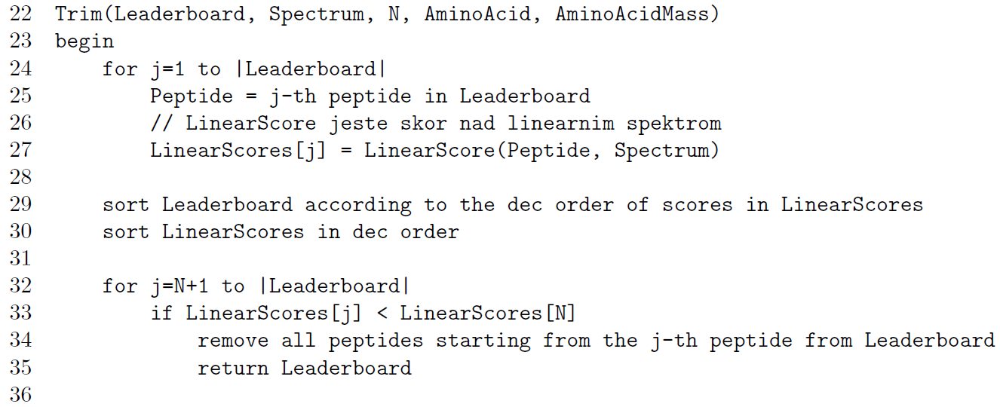 22 Trim(Leaderboard, Spectrum, N, AminoAcid, AminoAcidMass)
23 begin
24     for j=1 to |Leaderboard|
25         Peptide = j-th peptide in Leaderboard
26         // LinearScore jeste skor nad linearnim spektrom
27         LinearScores[j] = LinearScore(Peptide, Spectrum)
28
29     sort Leaderboard according to the dec order of scores in LinearScores
30     sort LinearScores in dec order
31
32     for j=N+1 to |Leaderboard|
33         if LinearScores[j] < LinearScores[N]
34             remove all peptides starting from the j-th peptide from Leaderboard
35             return Leaderboard
36